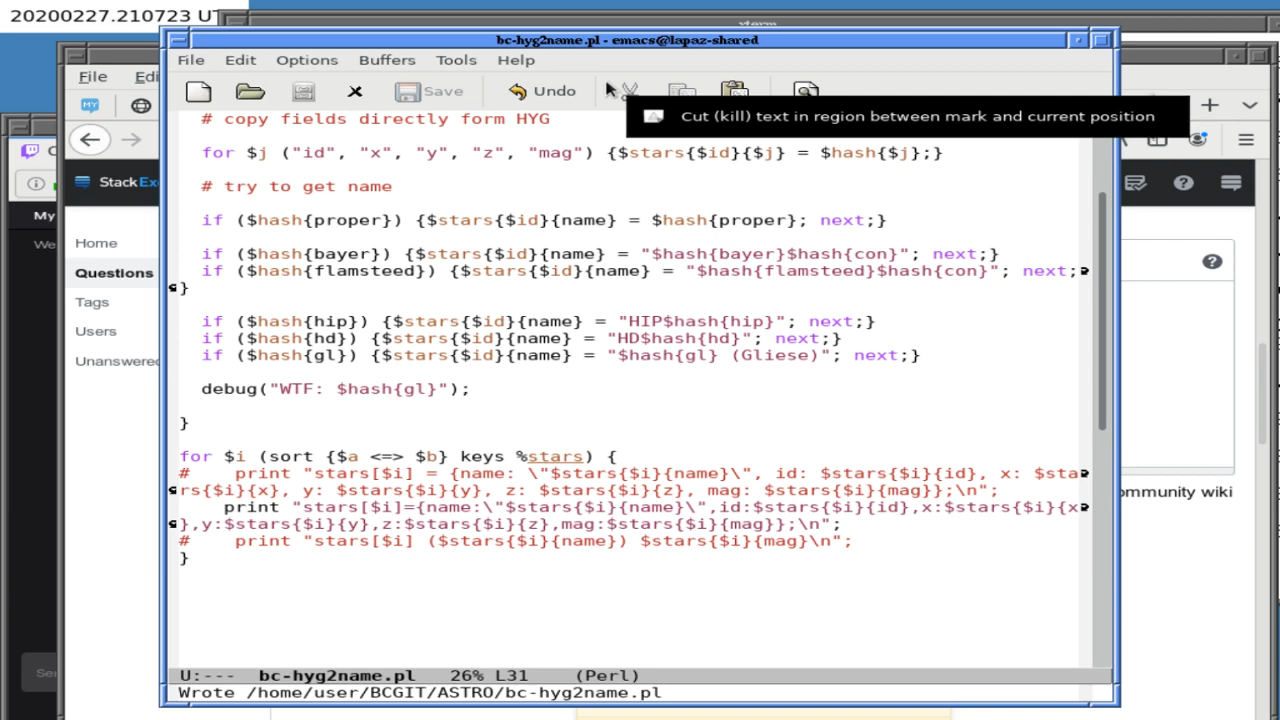 20200227.210723 U
xterm
bc-hyg2name.pl - emacs@lapaz-shared
File Edit Options Buffers Tools Help
Save Undo
Cut (kill) text in region between mark and current position
# copy fields directly form HYG
for $j ("id", "x", "y", "z", "mag") {$stars{$id}{$j} = $hash{$j};}
# try to get name
if ($hash{proper}) {$stars{$id}{name} = $hash{proper}; next;}
if ($hash{bayer}) {$stars{$id}{name} = "$hash{bayer}$hash{con}"; next;}
if ($hash{flamsteed}) {$stars{$id}{name} = "$hash{flamsteed}$hash{con}"; next;
}
if ($hash{hip}) {$stars{$id}{name} = "HIP$hash{hip}"; next;}
if ($hash{hd}) {$stars{$id}{name} = "HD$hash{hd}"; next;}
if ($hash{gl}) {$stars{$id}{name} = "$hash{gl} (Gliese)"; next;}
debug("WTF: $hash{gl}");
}
for $i (sort {$a <=> $b} keys %stars) {
#    print "stars[$i] = {name: \"$stars{$i}{name}\", id: $stars{$i}{id}, x: $sta
rs{$i}{x}, y: $stars{$i}{y}, z: $stars{$i}{z}, mag: $stars{$i}{mag}};\n";
print "stars[$i]={name:\"$stars{$i}{name}\",id:$stars{$i}{id},x:$stars{$i}{x
},y:$stars{$i}{y},z:$stars{$i}{z},mag:$stars{$i}{mag}};\n";
#    print "stars[$i] ($stars{$i}{name}) $stars{$i}{mag}\n";
}
U:--- bc-hyg2name.pl 26% L31 (Perl)
Wrote /home/user/BCGIT/ASTRO/bc-hyg2name.pl
File Edi
MY
StackEx
My
We
Home
Questions
Tags
Users
Unanswered
ommunity wiki